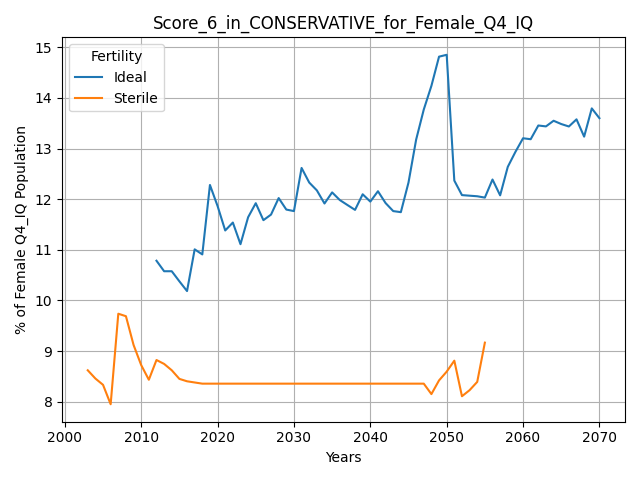 Score_6_in_CONSERVATIVE_for_Female_Q4_IQ
Fertility
Ideal
Sterile
% of Female Q4_IQ Population
15
14
13
12
11
10
9
8
2000 2010 2020 2030 2040 2050 2060 2070
Years